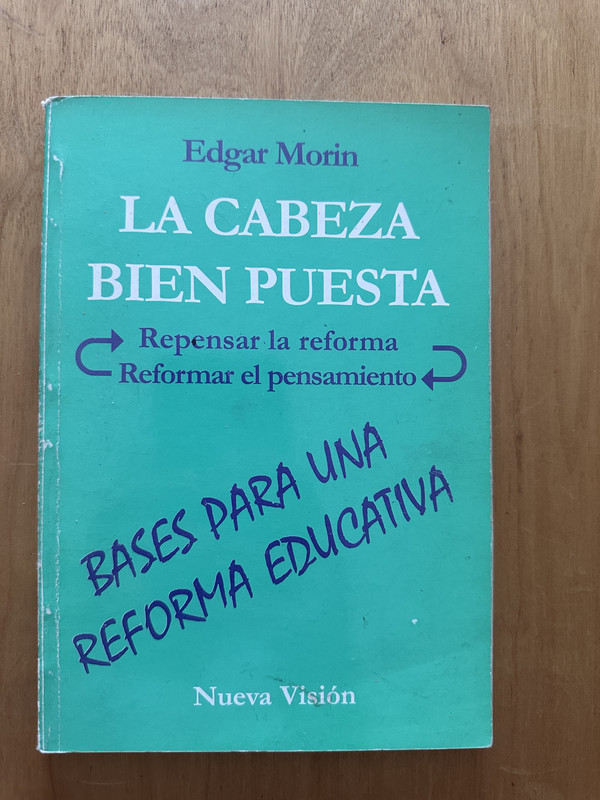 Edgar Morin
LA CABEZA
BIEN PUESTA
Repensar la reforma
Reformar el pensamiento
BASES PARA UNA
REFORMA EDUCATIVA
Nueva Visión